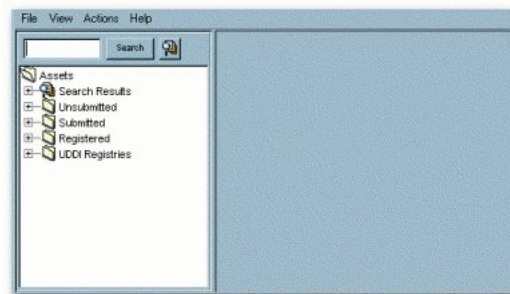 File View Actions Help
Search
Assets
Search Results
Unsubmitted
Submitted
Registered
UDDI Registries